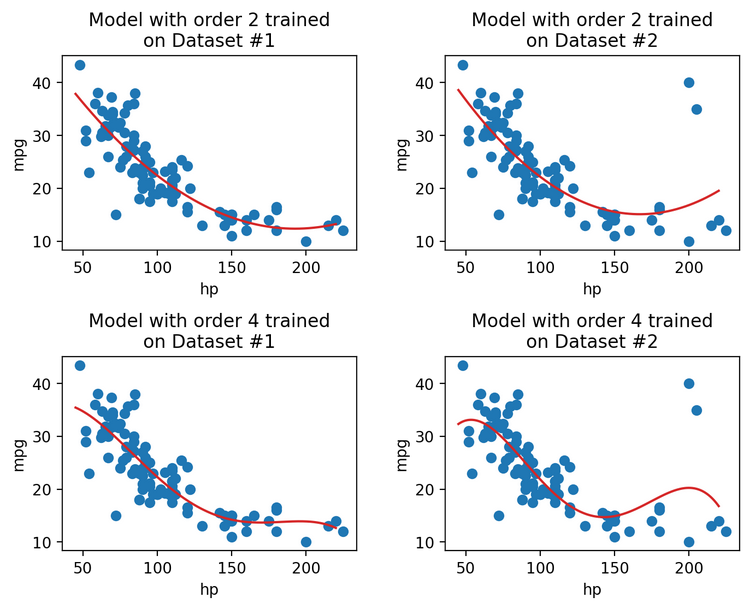 Model with order 2 trained
on Dataset #1
mpg
40
30
20
10
50 100 150 200
hp
Model with order 2 trained
on Dataset #2
mpg
40
30
20
10
50 100 150 200
hp
Model with order 4 trained
on Dataset #1
mpg
40
30
20
10
50 100 150 200
hp
Model with order 4 trained
on Dataset #2
mpg
40
30
20
10
50 100 150 200
hp